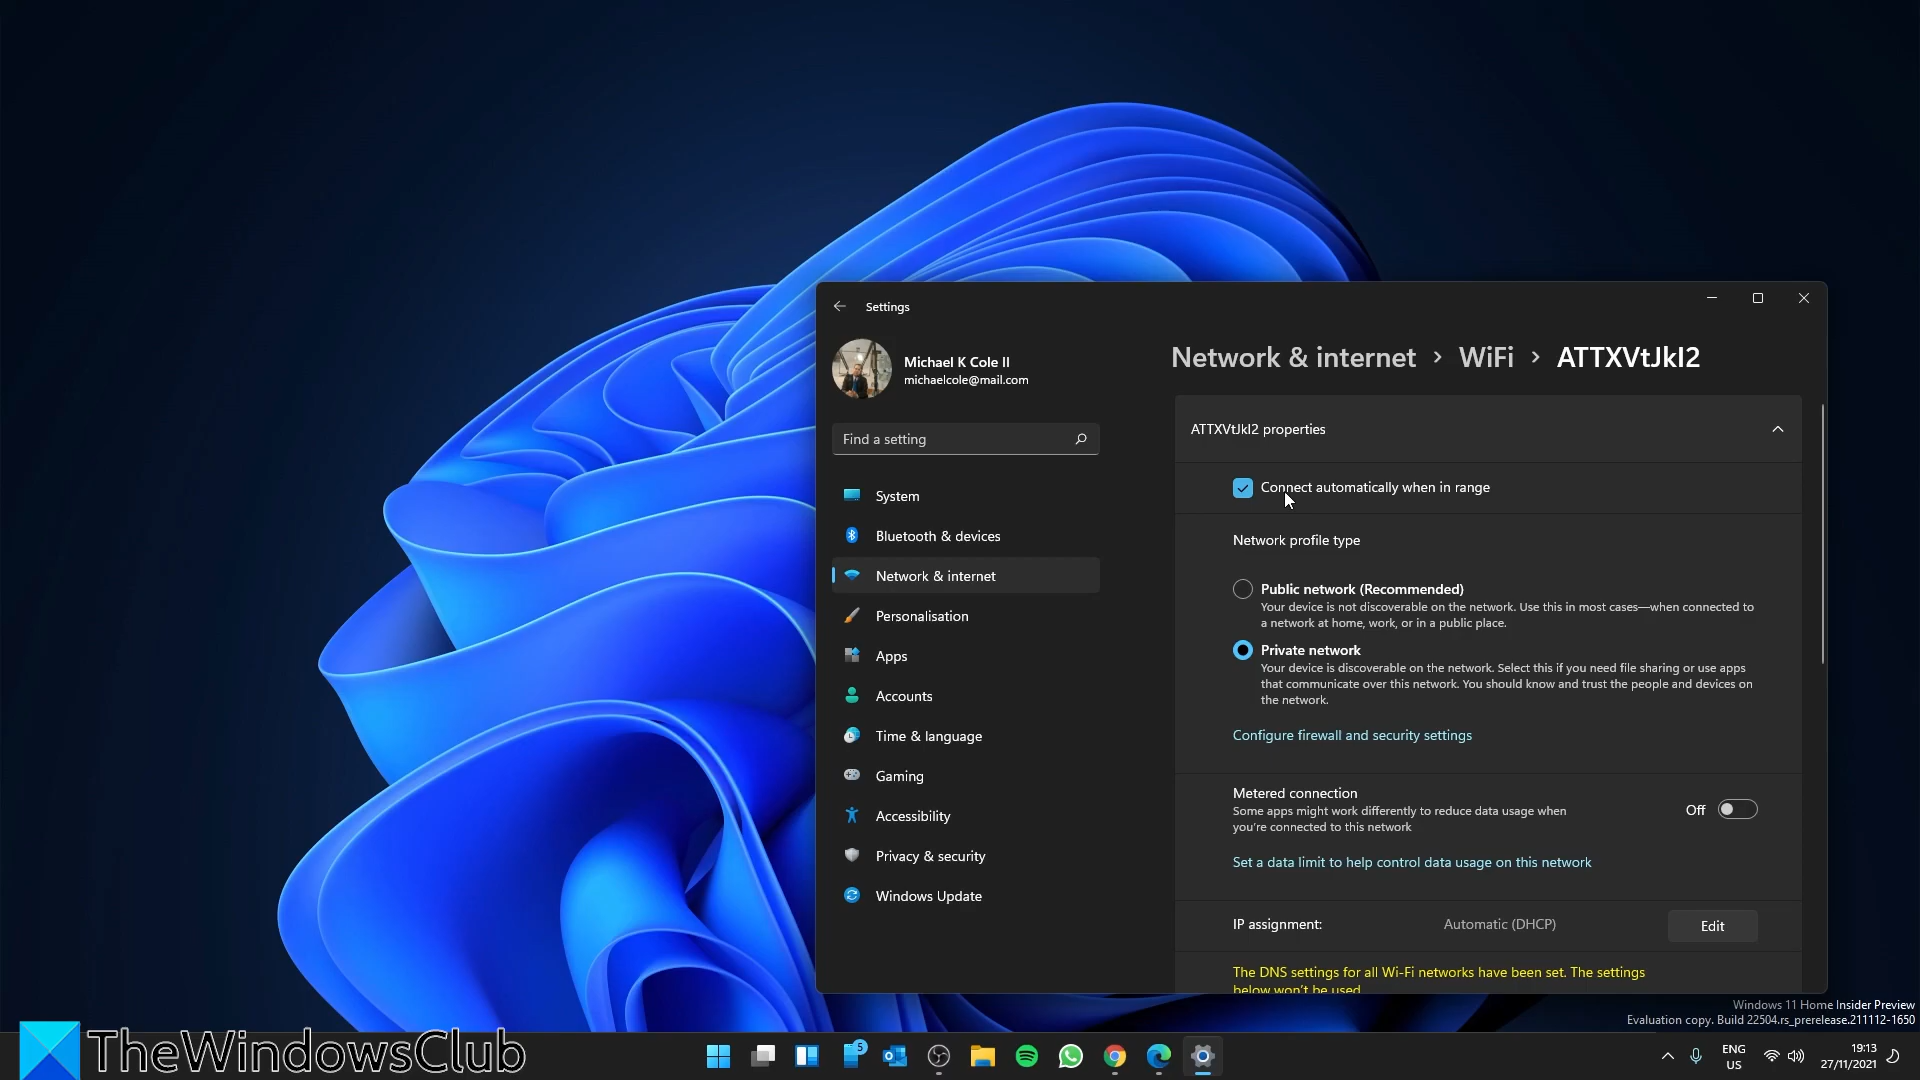 Settings
Michael K Cole II
michaelcole@mail.com
Find a setting
System
Bluetooth & devices
Network & internet
Personalisation
Apps
Accounts
Time & language
Gaming
Accessibility
Privacy & security
Windows Update
Network & internet › WiFi › ATTXVtJkI2
ATTXVtJkI2 properties
Connect automatically when in range
Network profile type
Public network (Recommended)
Your device is not discoverable on the network. Use this in most cases—when connected to
a network at home, work, or in a public place.
Private network
Your device is discoverable on the network. Select this if you need file sharing or use apps
that communicate over this network. You should know and trust the people and devices on
the network.
Configure firewall and security settings
Metered connection
Some apps might work differently to reduce data usage when
you're connected to this network
Off
Set a data limit to help control data usage on this network
IP assignment: Automatic (DHCP) Edit
The DNS settings for all Wi-Fi networks have been set. The settings
below won't be used.
Windows 11 Home Insider Preview
Evaluation copy. Build 22504.rs_prerelease.211112-1650
TheWindowsClub
5
ENG
US
19:13
27/11/2021